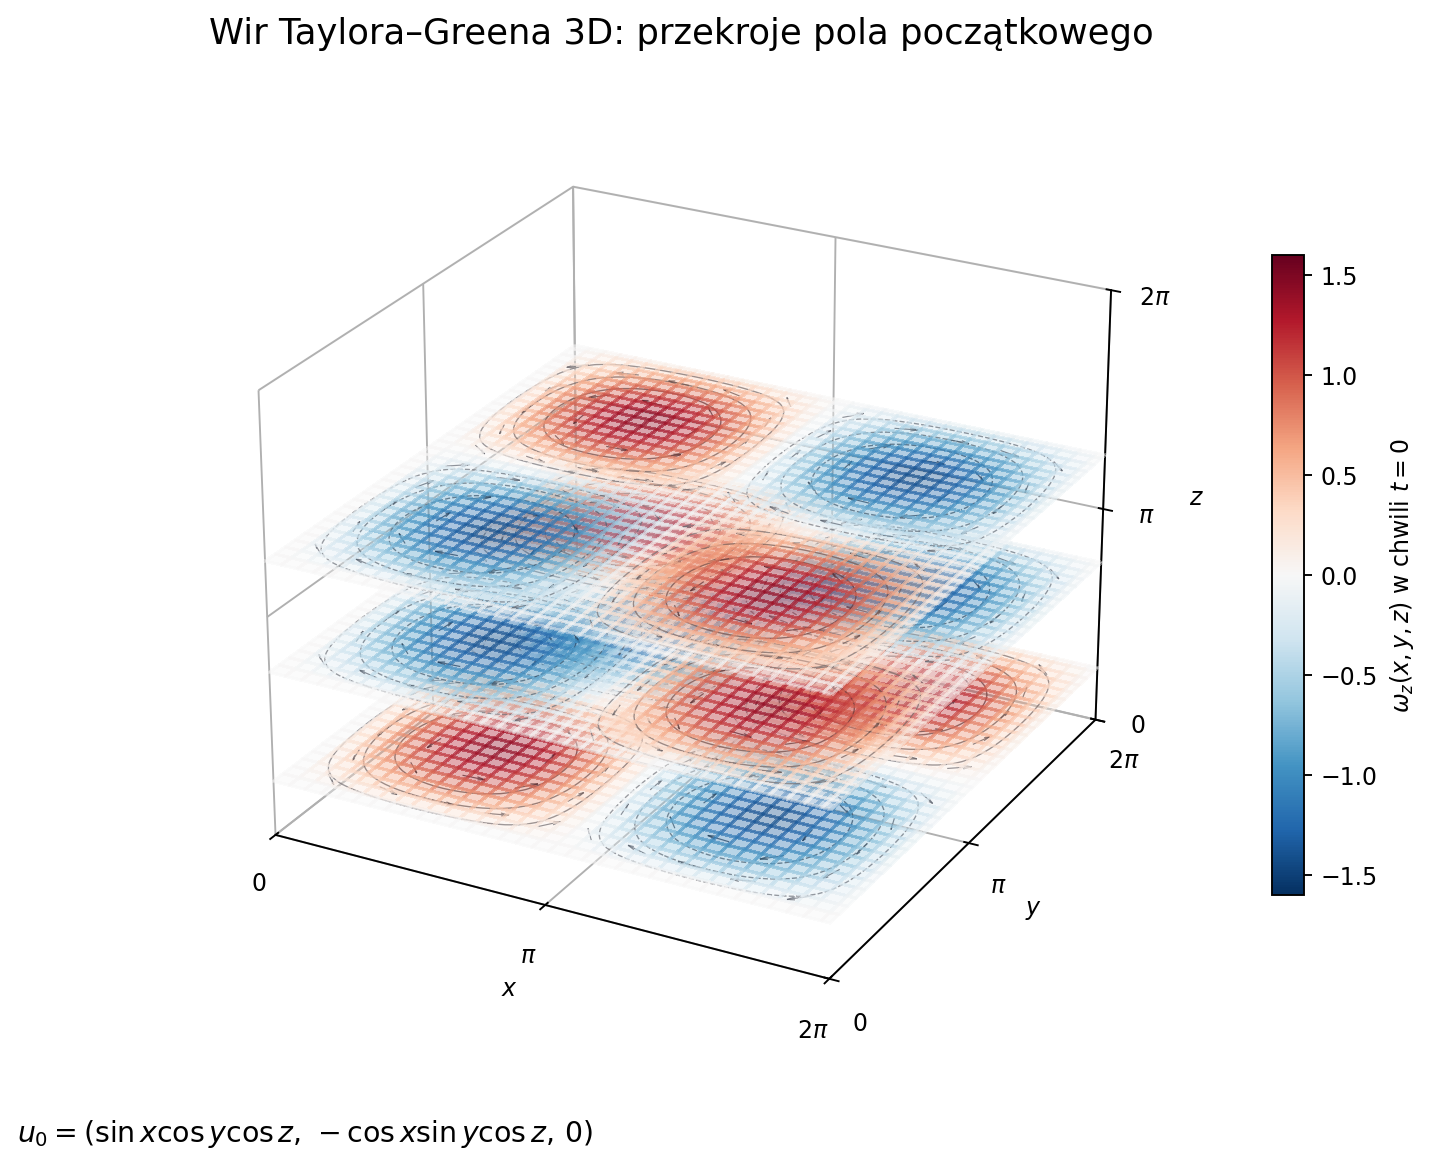 Wir Taylora–Greena 3D: przekroje pola początkowego
2π
1.5
1.0
0.5
0.0
−0.5
−1.0
−1.5
ω_z(x, y, z) w chwili t = 0
z
π
0
2π
π
y
0
0
π
x
2π
u₀ = (sin x cos y cos z, − cos x sin y cos z, 0)